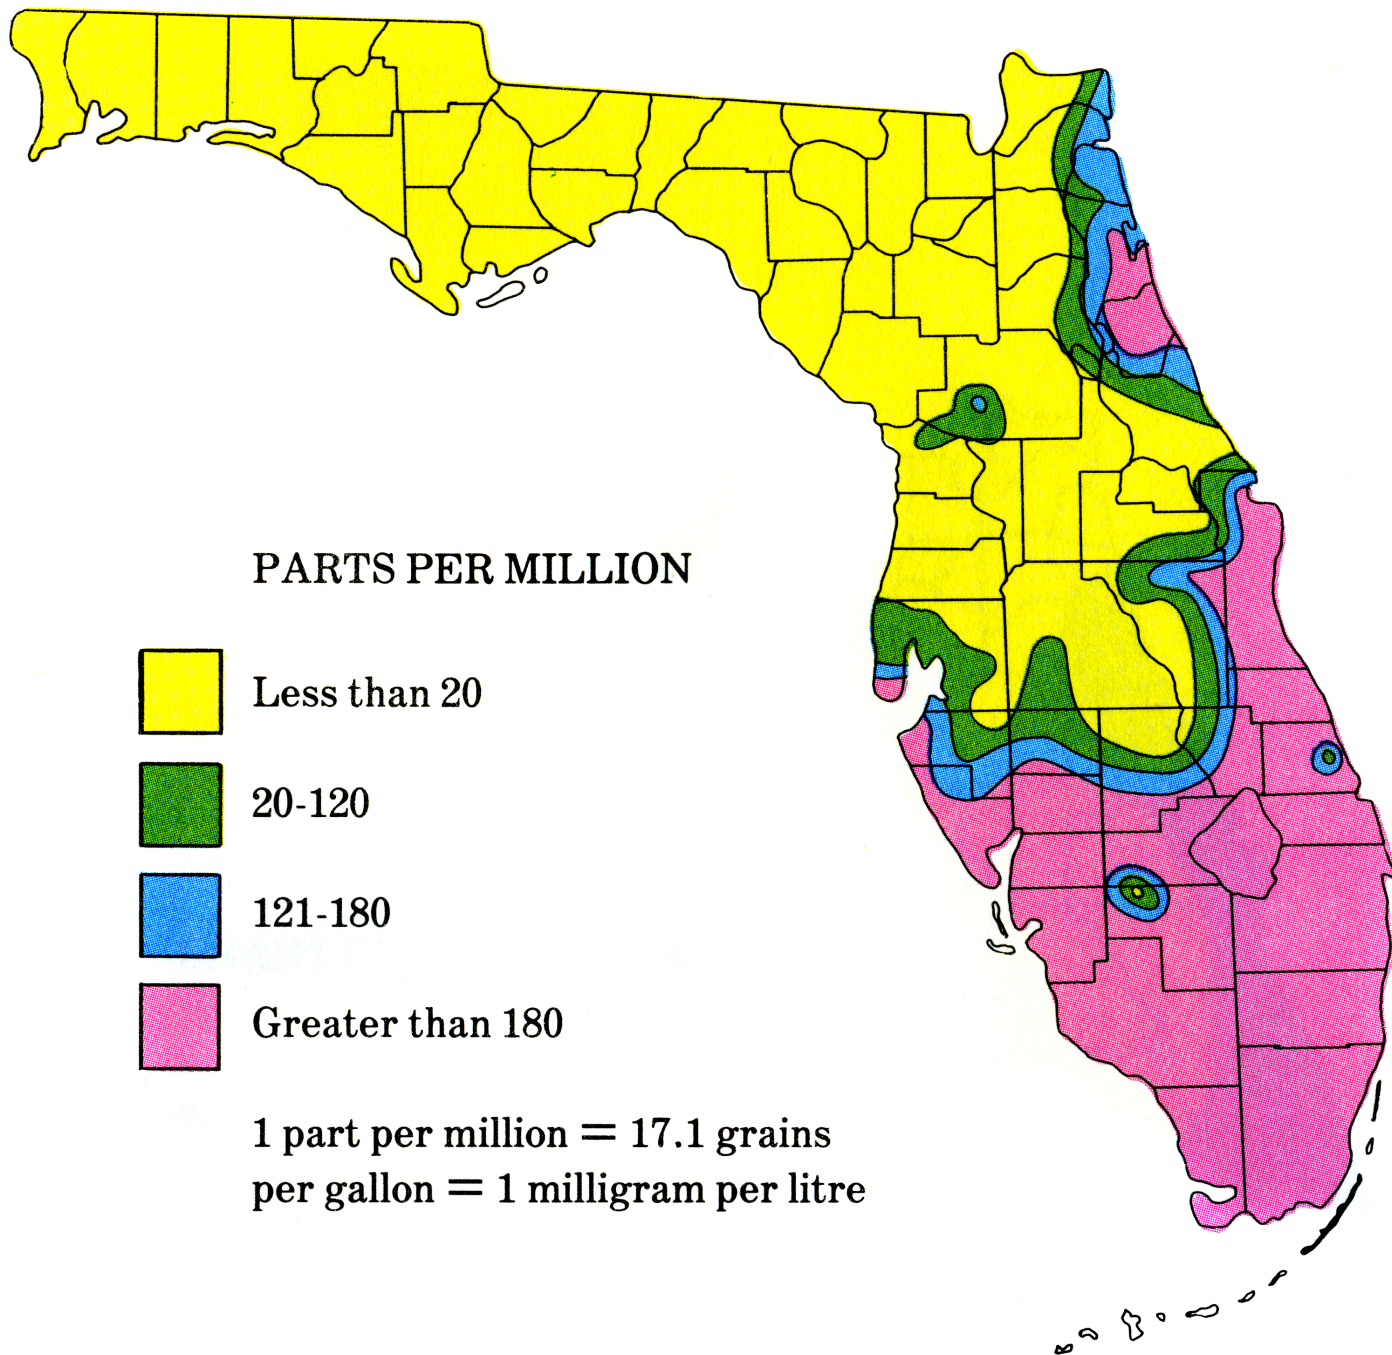 PARTS PER MILLION
Less than 20
20-120
121-180
Greater than 180
1 part per million = 17.1 grains
per gallon = 1 milligram per litre